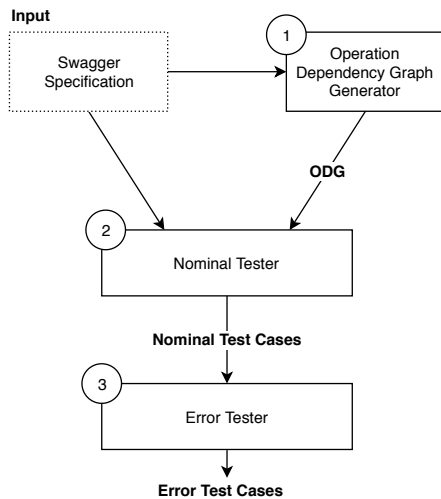 Input
Swagger
Specification
1
Operation
Dependency Graph
Generator
ODG
2
Nominal Tester
Nominal Test Cases
3
Error Tester
Error Test Cases